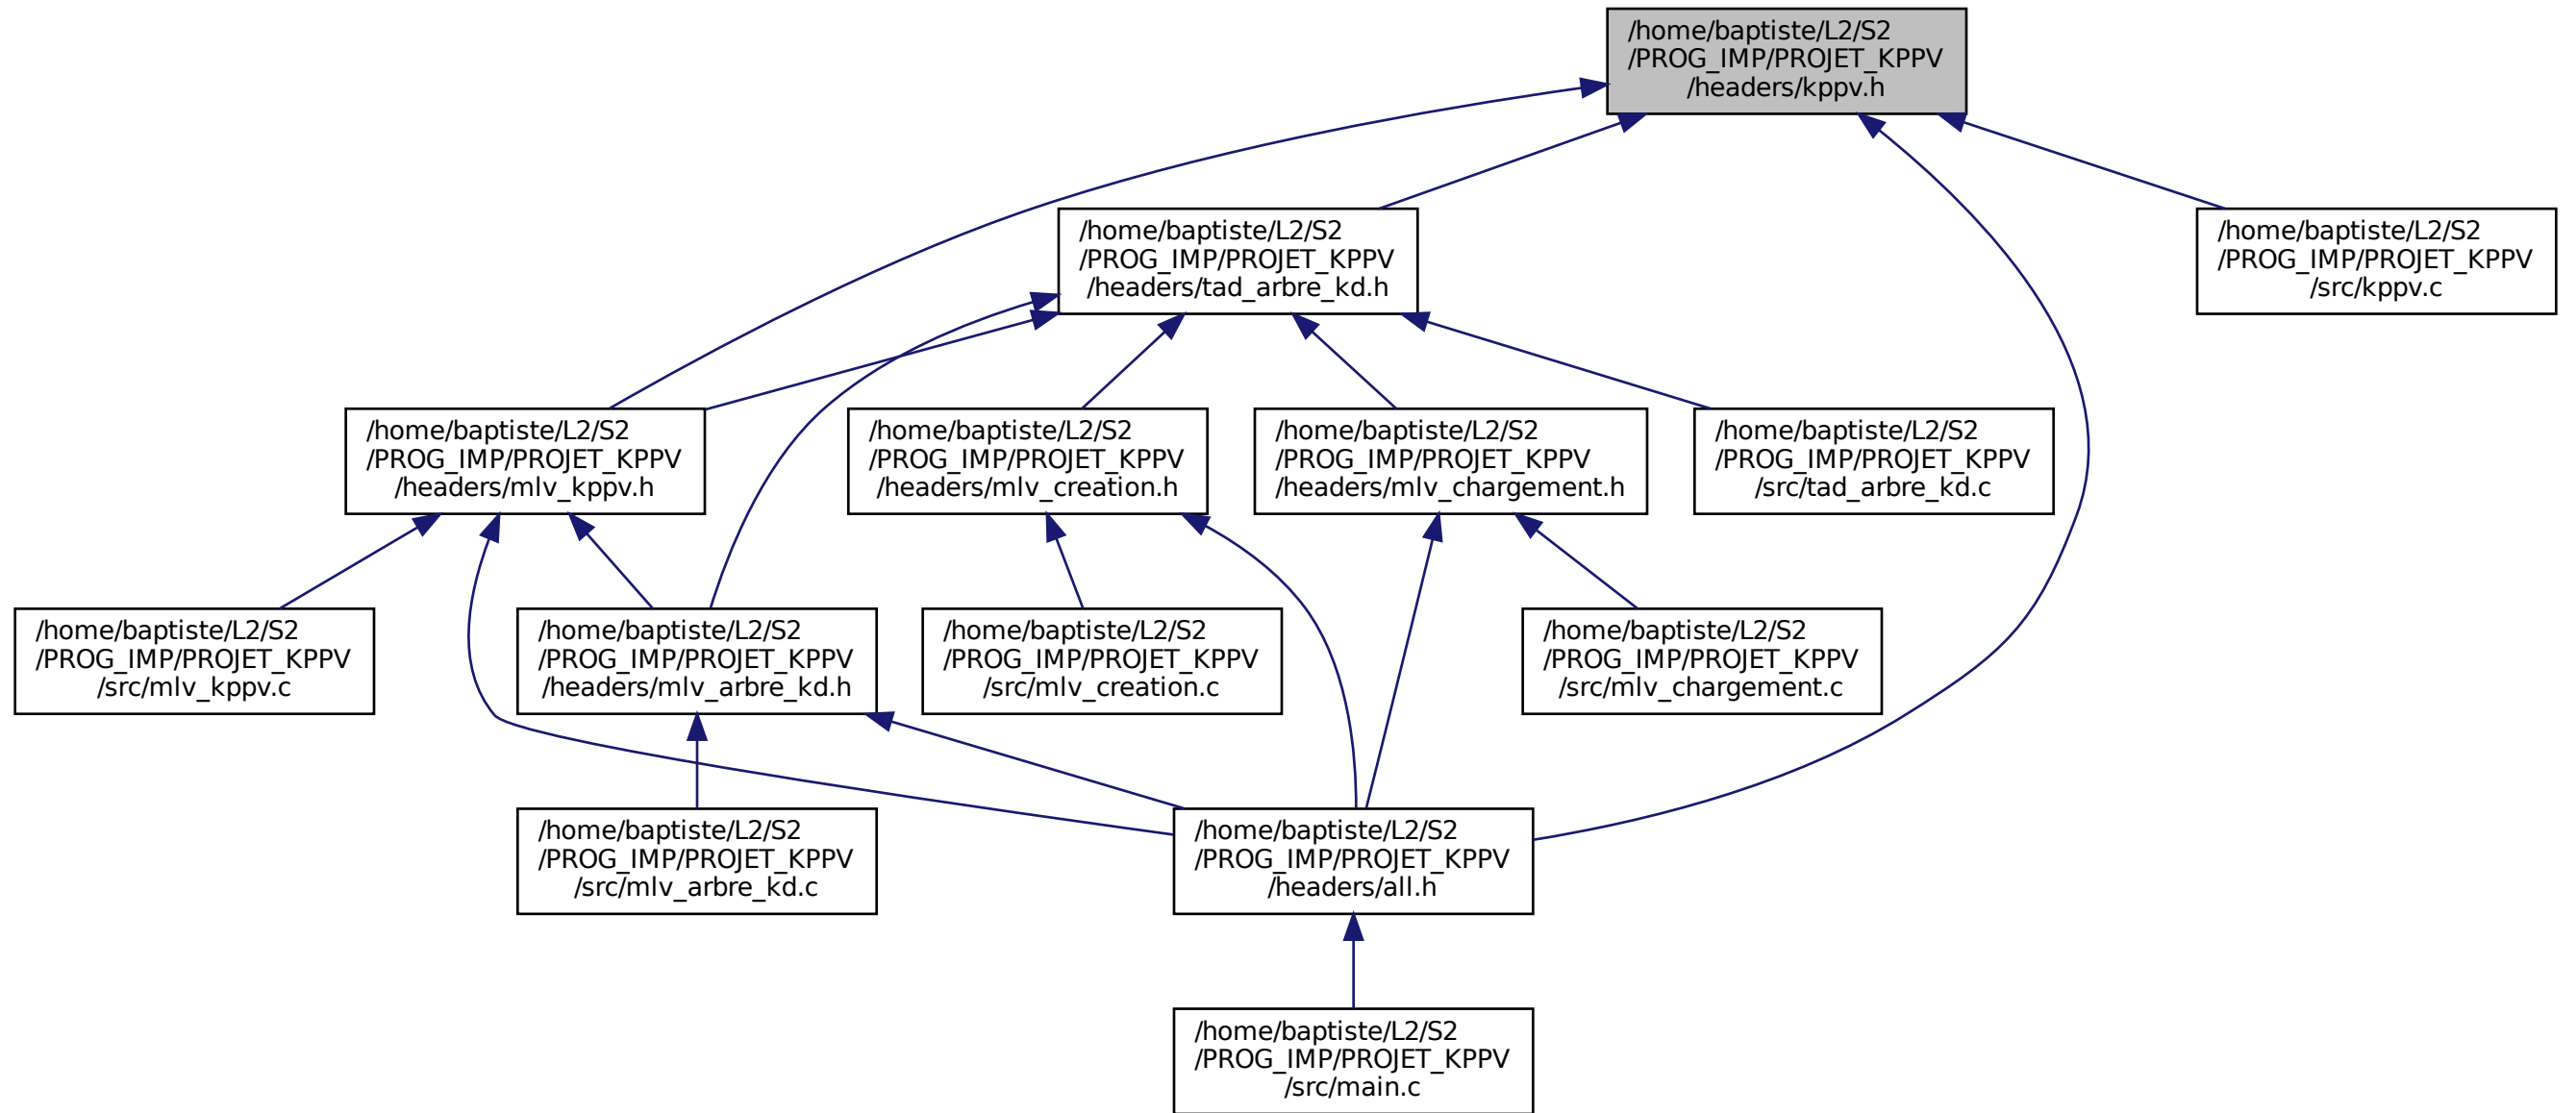 /home/baptiste/L2/S2
/PROG_IMP/PROJET_KPPV
/headers/kppv.h
/home/baptiste/L2/S2
/PROG_IMP/PROJET_KPPV
/headers/tad_arbre_kd.h
/home/baptiste/L2/S2
/PROG_IMP/PROJET_KPPV
/src/kppv.c
/home/baptiste/L2/S2
/PROG_IMP/PROJET_KPPV
/headers/mlv_kppv.h
/home/baptiste/L2/S2
/PROG_IMP/PROJET_KPPV
/headers/mlv_creation.h
/home/baptiste/L2/S2
/PROG_IMP/PROJET_KPPV
/headers/mlv_chargement.h
/home/baptiste/L2/S2
/PROG_IMP/PROJET_KPPV
/src/tad_arbre_kd.c
/home/baptiste/L2/S2
/PROG_IMP/PROJET_KPPV
/src/mlv_kppv.c
/home/baptiste/L2/S2
/PROG_IMP/PROJET_KPPV
/headers/mlv_arbre_kd.h
/home/baptiste/L2/S2
/PROG_IMP/PROJET_KPPV
/src/mlv_creation.c
/home/baptiste/L2/S2
/PROG_IMP/PROJET_KPPV
/src/mlv_chargement.c
/home/baptiste/L2/S2
/PROG_IMP/PROJET_KPPV
/src/mlv_arbre_kd.c
/home/baptiste/L2/S2
/PROG_IMP/PROJET_KPPV
/headers/all.h
/home/baptiste/L2/S2
/PROG_IMP/PROJET_KPPV
/src/main.c